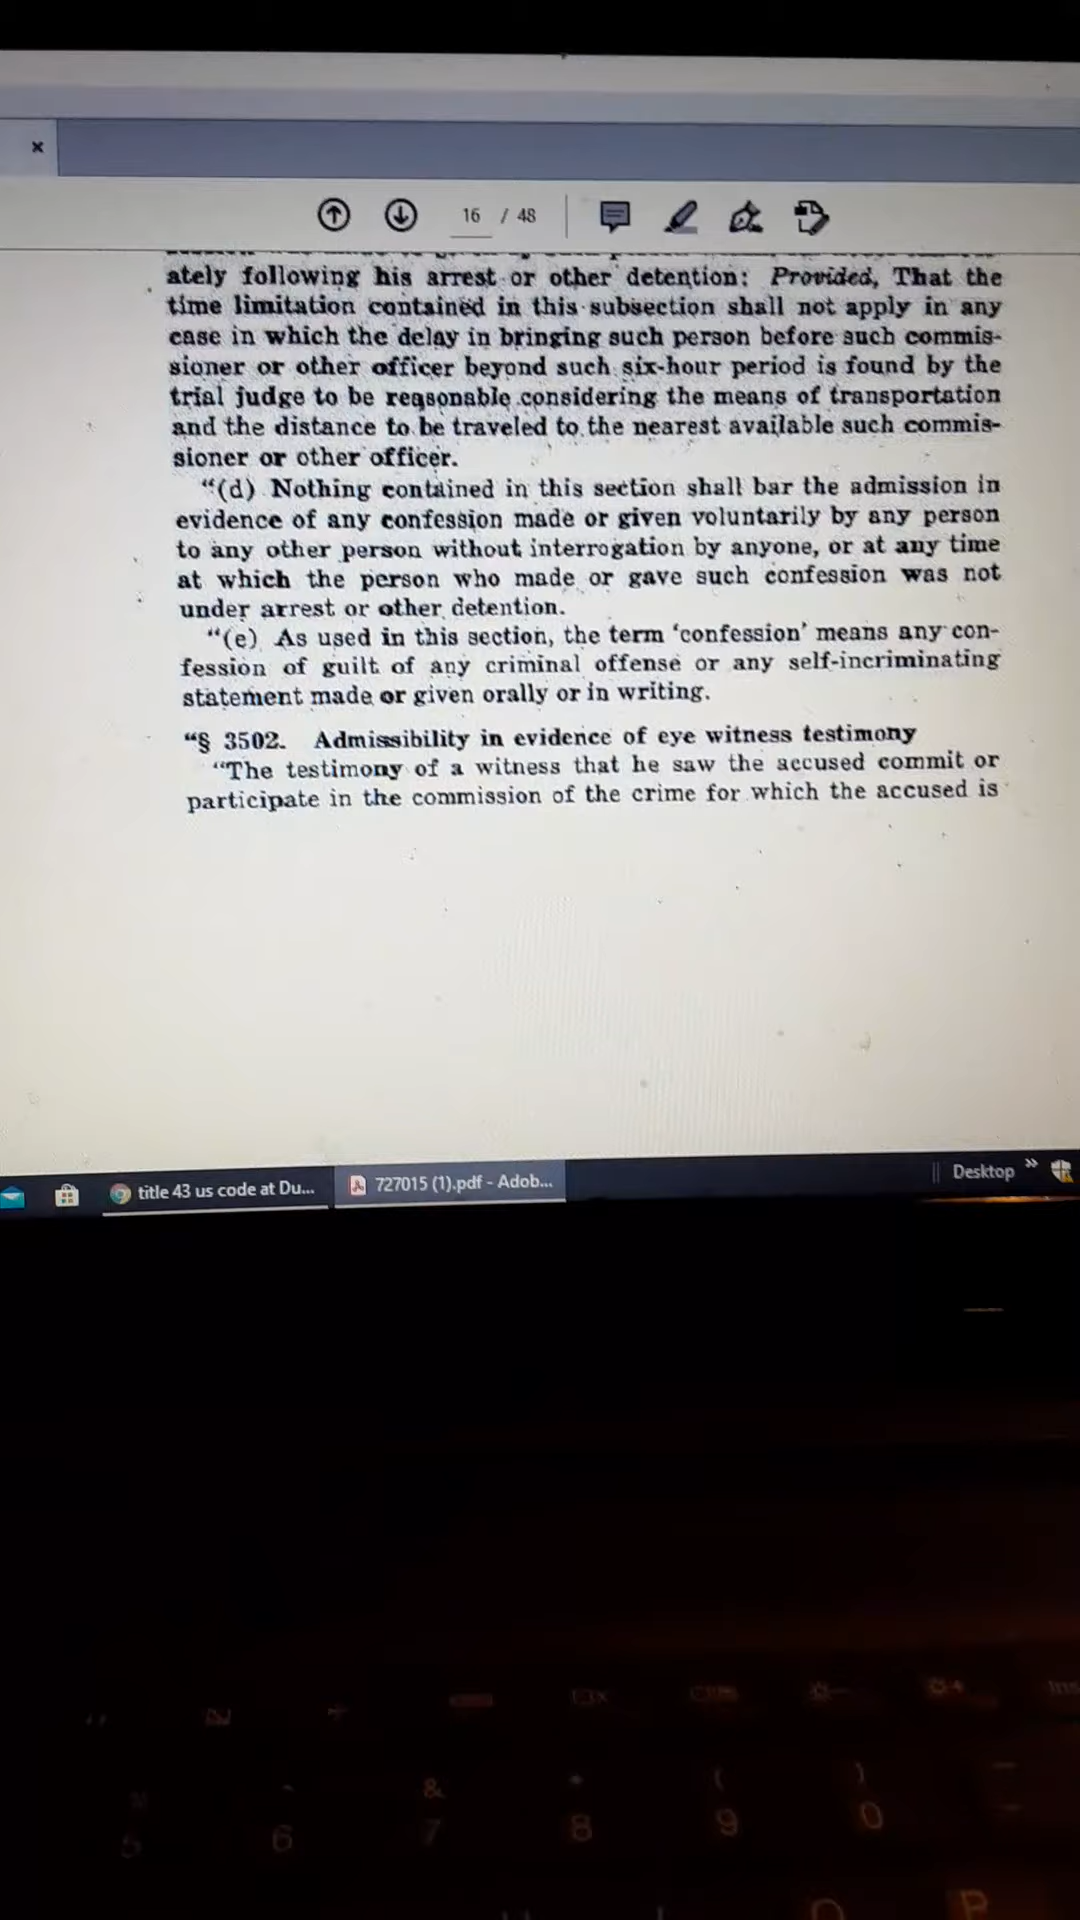 ×
16 / 48
ately following his arrest or other detention: Provided, That the
time limitation contained in this subsection shall not apply in any
case in which the delay in bringing such person before such commis-
sioner or other officer beyond such six-hour period is found by the
trial judge to be reasonable considering the means of transportation
and the distance to be traveled to the nearest available such commis-
sioner or other officer.
“(d) Nothing contained in this section shall bar the admission in
evidence of any confession made or given voluntarily by any person
to any other person without interrogation by anyone, or at any time
at which the person who made or gave such confession was not
under arrest or other detention.
“(e) As used in this section, the term ‘confession’ means any con-
fession of guilt of any criminal offense or any self-incriminating
statement made or given orally or in writing.
“§ 3502. Admissibility in evidence of eye witness testimony
“The testimony of a witness that he saw the accused commit or
participate in the commission of the crime for which the accused is
title 43 us code at Du... 727015 (1).pdf - Adob... Desktop »
Ins
& ( )
5 6 7 8 9 0
P